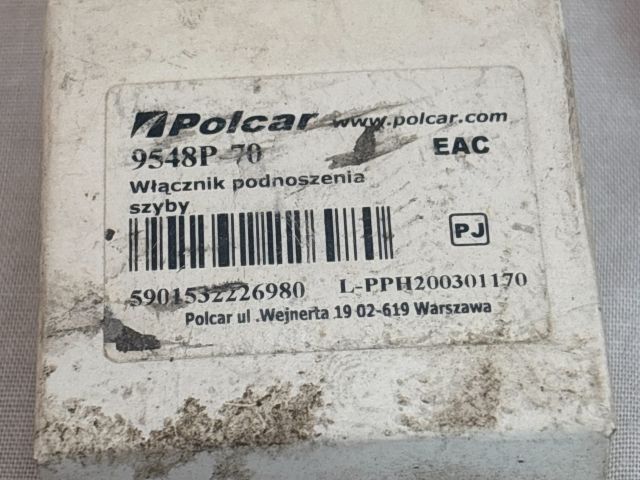 Polcar www.polcar.com
9548P-70 EAC
Włącznik podnoszenia
szyby
PJ
5901532226980 L-PPH200301170
Polcar ul .Wejnerta 19 02-619 Warszawa